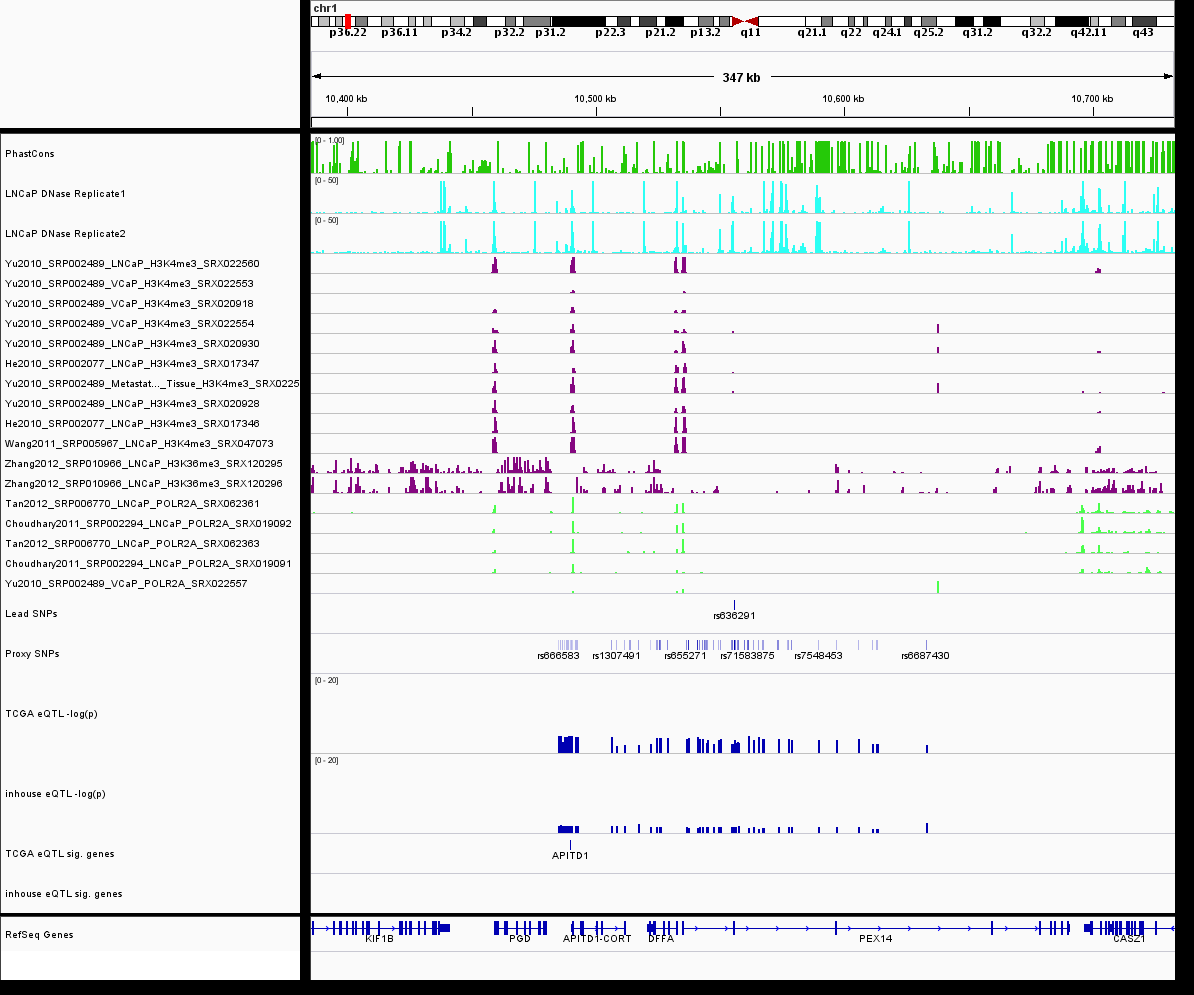 chr1
p36.22 p36.11 p34.2 p32.2 p31.2 p22.3 p21.2 p13.2 q11 q21.1 q22 q24.1 q25.2 q31.2 q32.2 q42.11 q43
347 kb
10,400 kb 10,500 kb 10,600 kb 10,700 kb
[0 - 1.00]
PhastCons
[0 - 50]
LNCaP DNase Replicate1
[0 - 50]
LNCaP DNase Replicate2
Yu2010_SRP002489_LNCaP_H3K4me3_SRX022560
Yu2010_SRP002489_VCaP_H3K4me3_SRX022553
Yu2010_SRP002489_VCaP_H3K4me3_SRX020918
Yu2010_SRP002489_VCaP_H3K4me3_SRX022554
Yu2010_SRP002489_LNCaP_H3K4me3_SRX020930
He2010_SRP002077_LNCaP_H3K4me3_SRX017347
Yu2010_SRP002489_Metastat..._Tissue_H3K4me3_SRX0225
Yu2010_SRP002489_LNCaP_H3K4me3_SRX020928
He2010_SRP002077_LNCaP_H3K4me3_SRX017346
Wang2011_SRP005967_LNCaP_H3K4me3_SRX047073
Zhang2012_SRP010966_LNCaP_H3K36me3_SRX120295
Zhang2012_SRP010966_LNCaP_H3K36me3_SRX120296
Tan2012_SRP006770_LNCaP_POLR2A_SRX062361
Choudhary2011_SRP002294_LNCaP_POLR2A_SRX019092
Tan2012_SRP006770_LNCaP_POLR2A_SRX062363
Choudhary2011_SRP002294_LNCaP_POLR2A_SRX019091
Yu2010_SRP002489_VCaP_POLR2A_SRX022557
Lead SNPs
rs636291
Proxy SNPs
rs666583 rs1307491 rs655271 rs71583875 rs7548453 rs6687430
[0 - 20]
TCGA eQTL -log(p)
[0 - 20]
inhouse eQTL -log(p)
TCGA eQTL sig. genes
APITD1
inhouse eQTL sig. genes
RefSeq Genes
KIF1B PGD APITD1-CORT DFFA PEX14 CASZ1